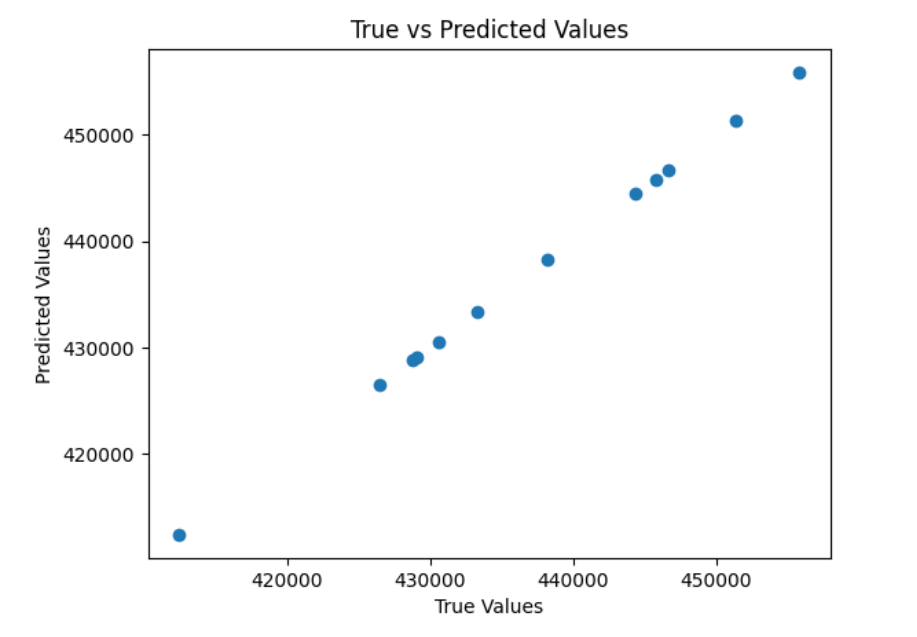 True vs Predicted Values
450000
440000
430000
420000
Predicted Values
420000 430000 440000 450000
True Values